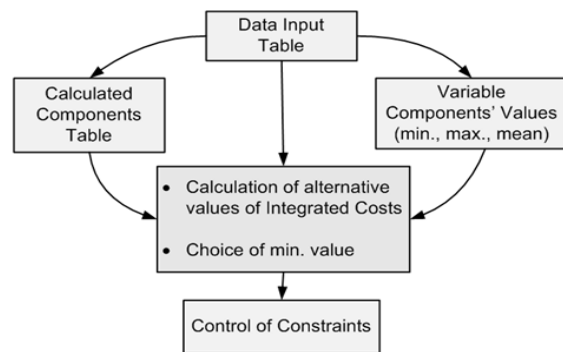 Data Input
Table
Calculated
Components
Table
Variable
Components' Values
(min., max., mean)
• Calculation of alternative
values of Integrated Costs
• Choice of min. value
Control of Constraints